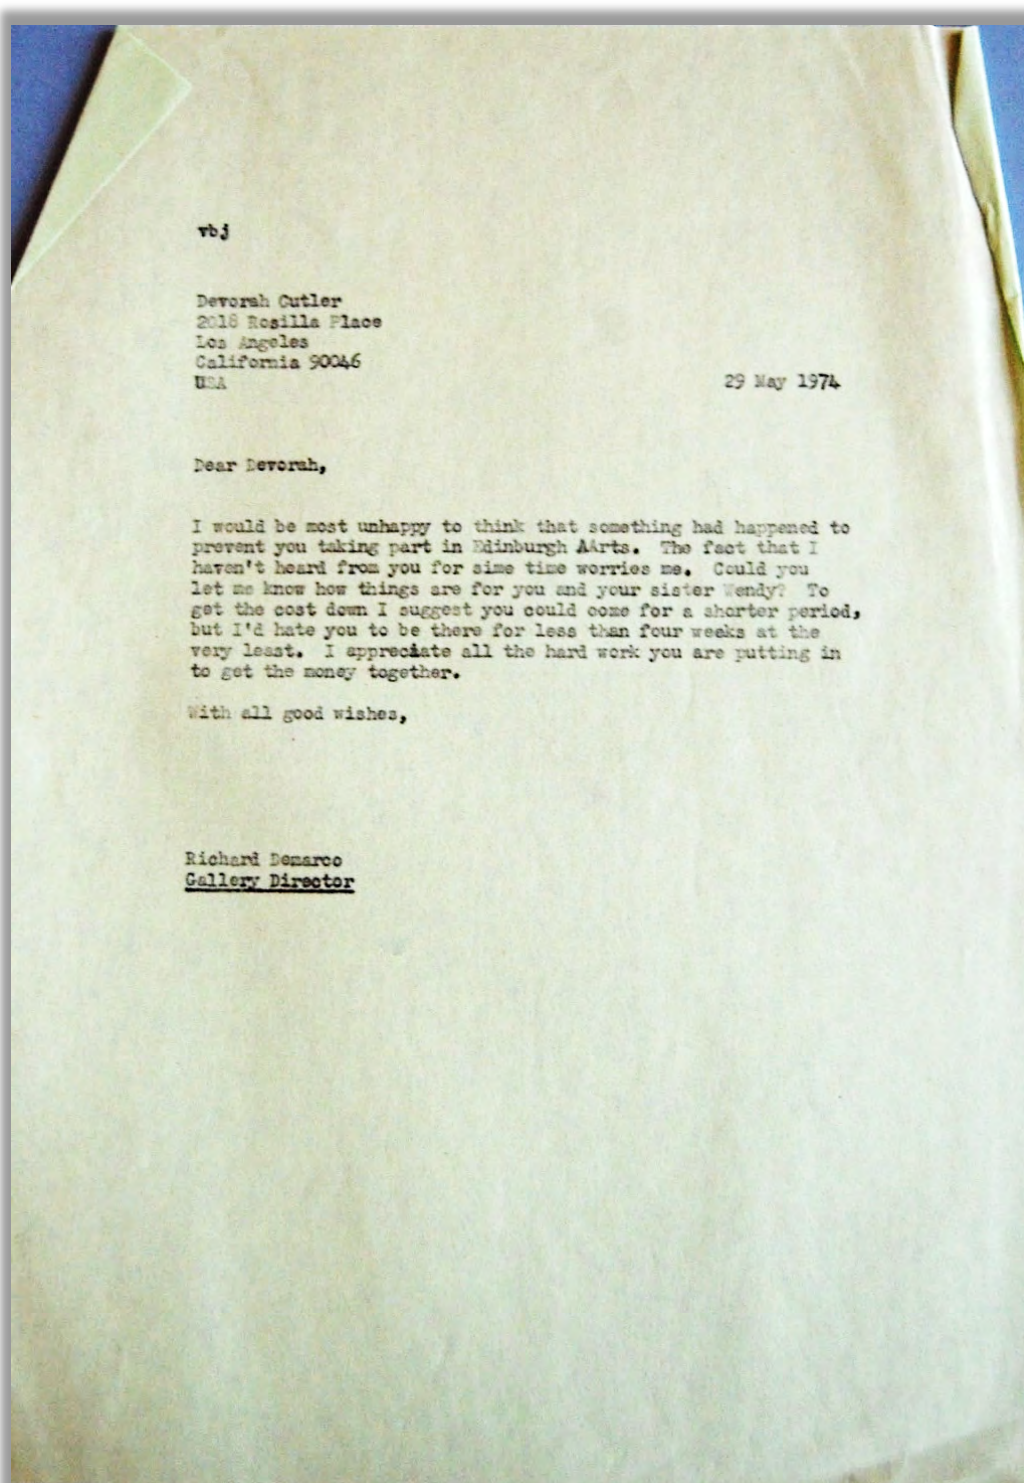 vbj
Devorah Cutler
2018 Rosilla Place
Los Angeles
California 90046
USA
29 May 1974
Dear Devorah,
I would be most unhappy to think that something had happened to
prevent you taking part in Edinburgh AArts. The fact that I
haven't heard from you for sime time worries me. Could you
let me know how things are for you and your sister Wendy? To
get the cost down I suggest you could come for a shorter period,
but I'd hate you to be there for less than four weeks at the
very least. I appreciate all the hard work you are putting in
to get the money together.
With all good wishes,
Richard Demarco
Gallery Director